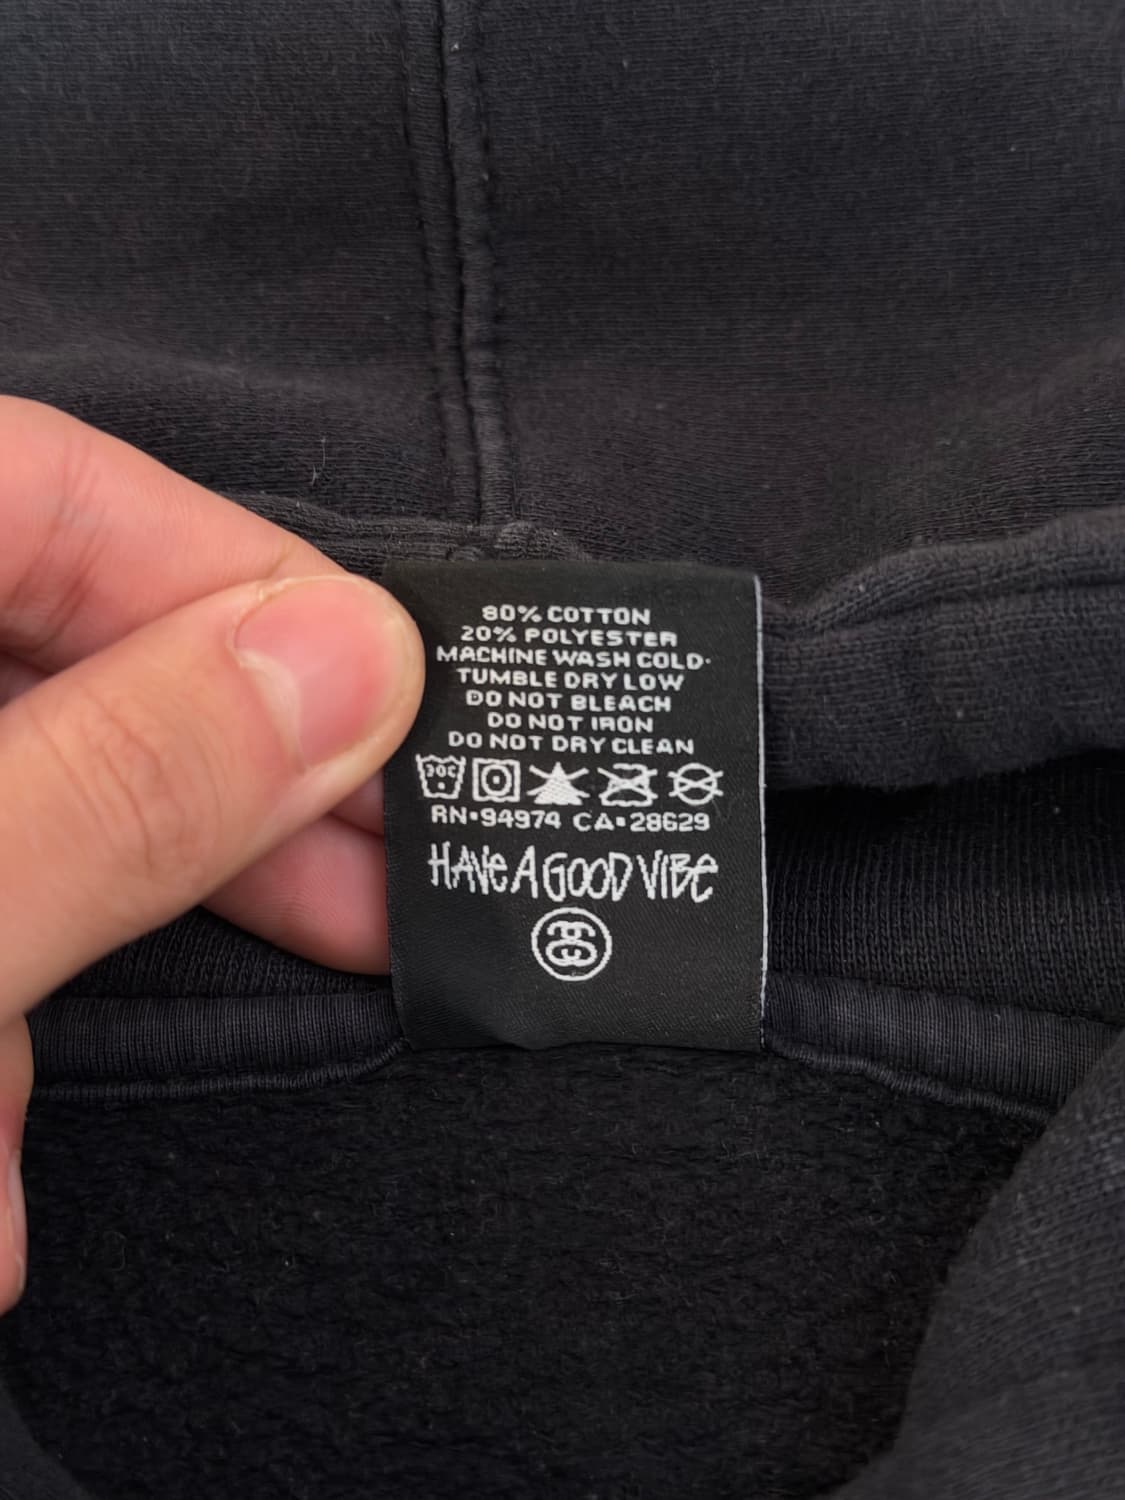 80% COTTON
20% POLYESTER
MACHINE WASH COLD
TUMBLE DRY LOW
DO NOT BLEACH
DO NOT IRON
DO NOT DRY CLEAN
30C
RN•94974 CA•28629
HAVE A GOOD VIBE